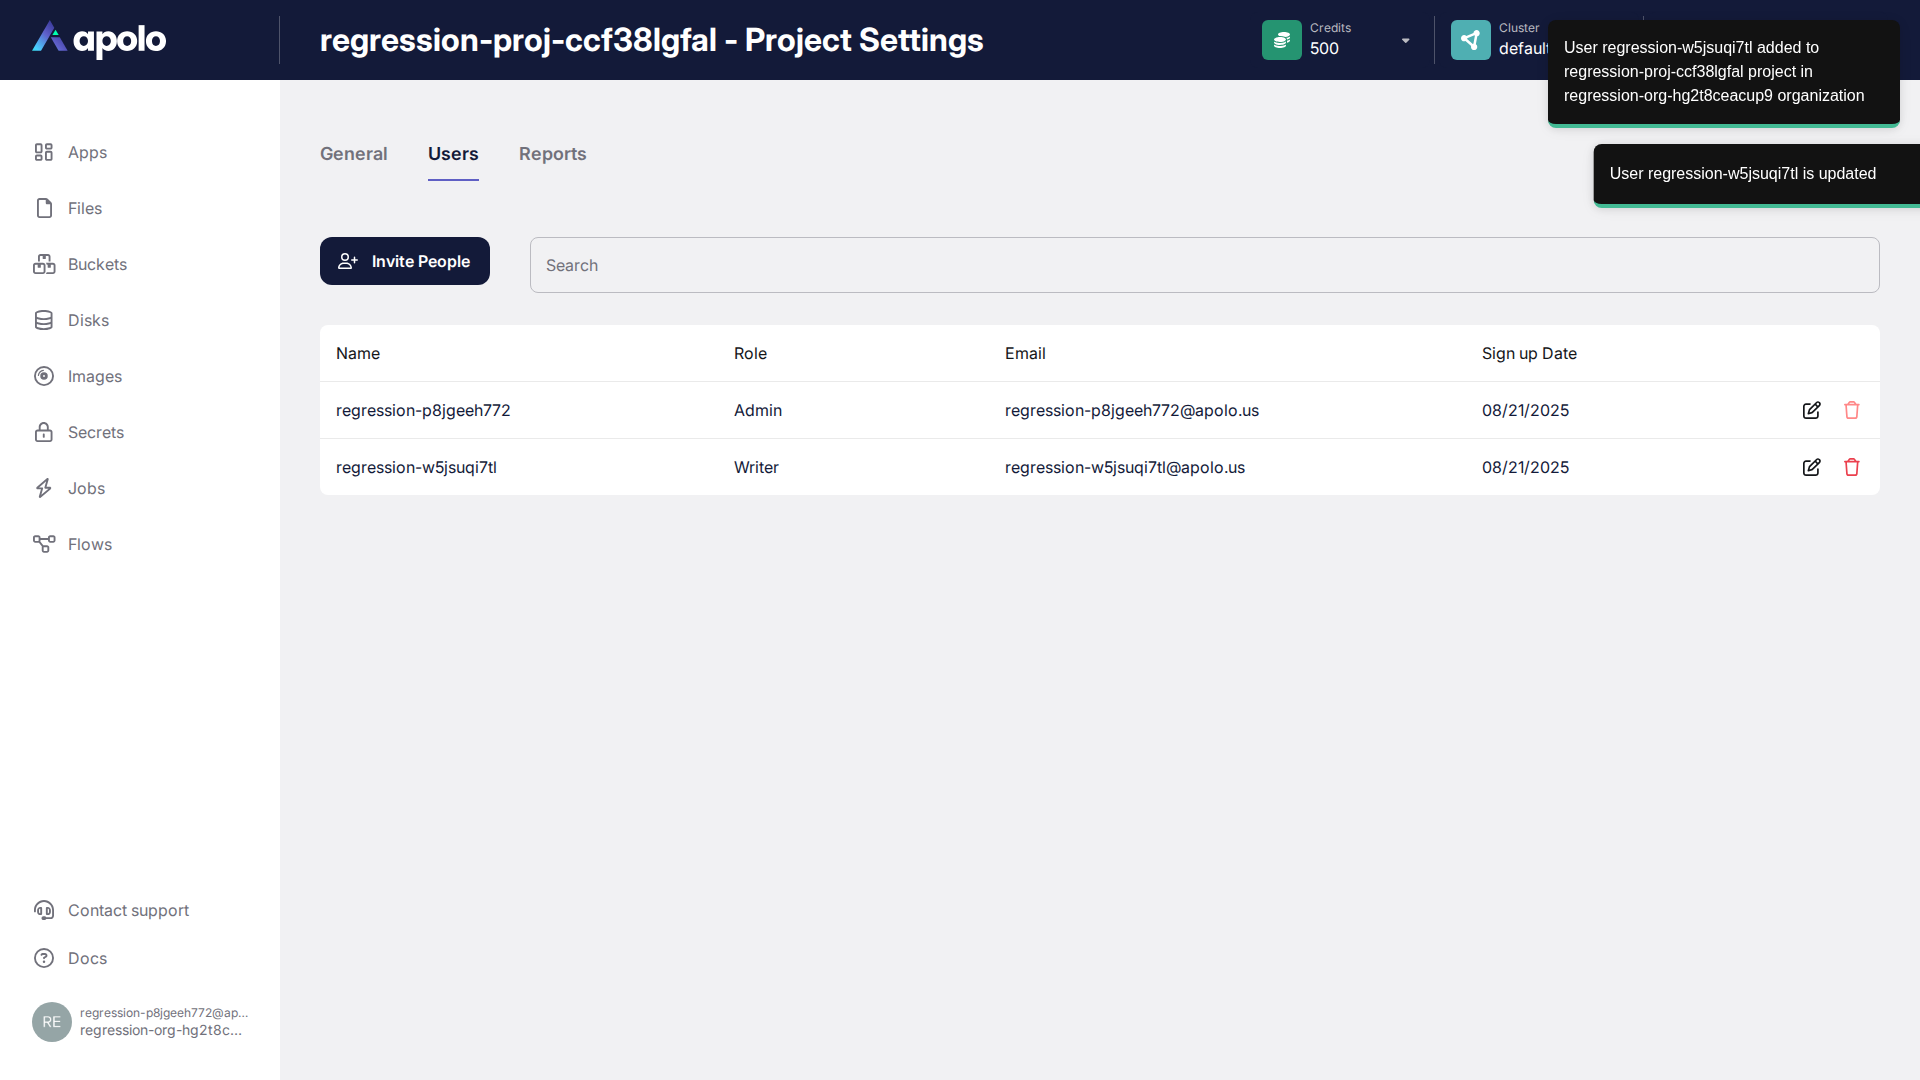 apolo
regression-proj-ccf38lgfal - Project Settings
Credits
500
Cluster
default
User regression-w5jsuqi7tl added to
regression-proj-ccf38lgfal project in
regression-org-hg2t8ceacup9 organization
User regression-w5jsuqi7tl is updated
Apps
Files
Buckets
Disks
Images
Secrets
Jobs
Flows
General
Users
Reports
Invite People
Search
Name Role Email Sign up Date
regression-p8jgeeh772 Admin regression-p8jgeeh772@apolo.us 08/21/2025
regression-w5jsuqi7tl Writer regression-w5jsuqi7tl@apolo.us 08/21/2025
Contact support
Docs
RE
regression-p8jgeeh772@ap...
regression-org-hg2t8c...